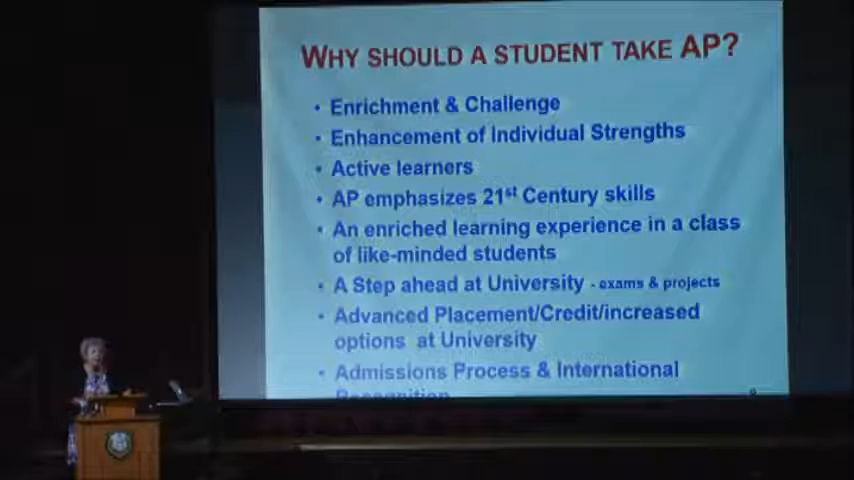 WHY SHOULD A STUDENT TAKE AP?
• Enrichment & Challenge
• Enhancement of Individual Strengths
• Active learners
• AP emphasizes 21st Century skills
• An enriched learning experience in a class
of like-minded students
• A Step ahead at University - exams & projects
• Advanced Placement/Credit/increased
options at University
• Admissions Process & International
Recognition